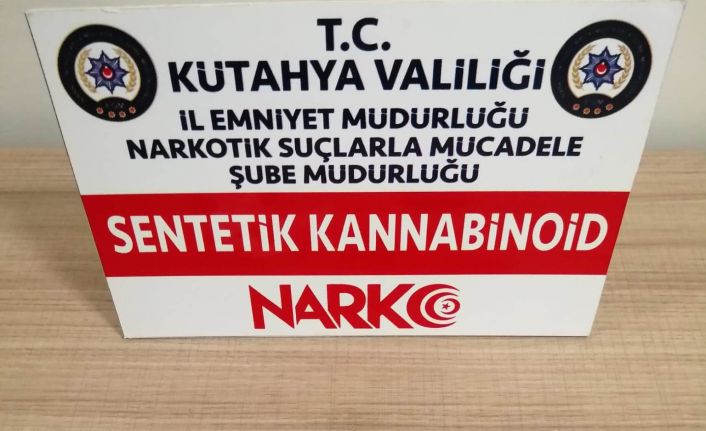 T.C.
KÜTAHYA VALİLİĞİ
İL EMNİYET MÜDÜRLÜĞÜ
NARKOTİK SUÇLARLA MÜCADELE
ŞUBE MÜDÜRLÜĞÜ
SENTETİK KANNABİNOİD
NARKO